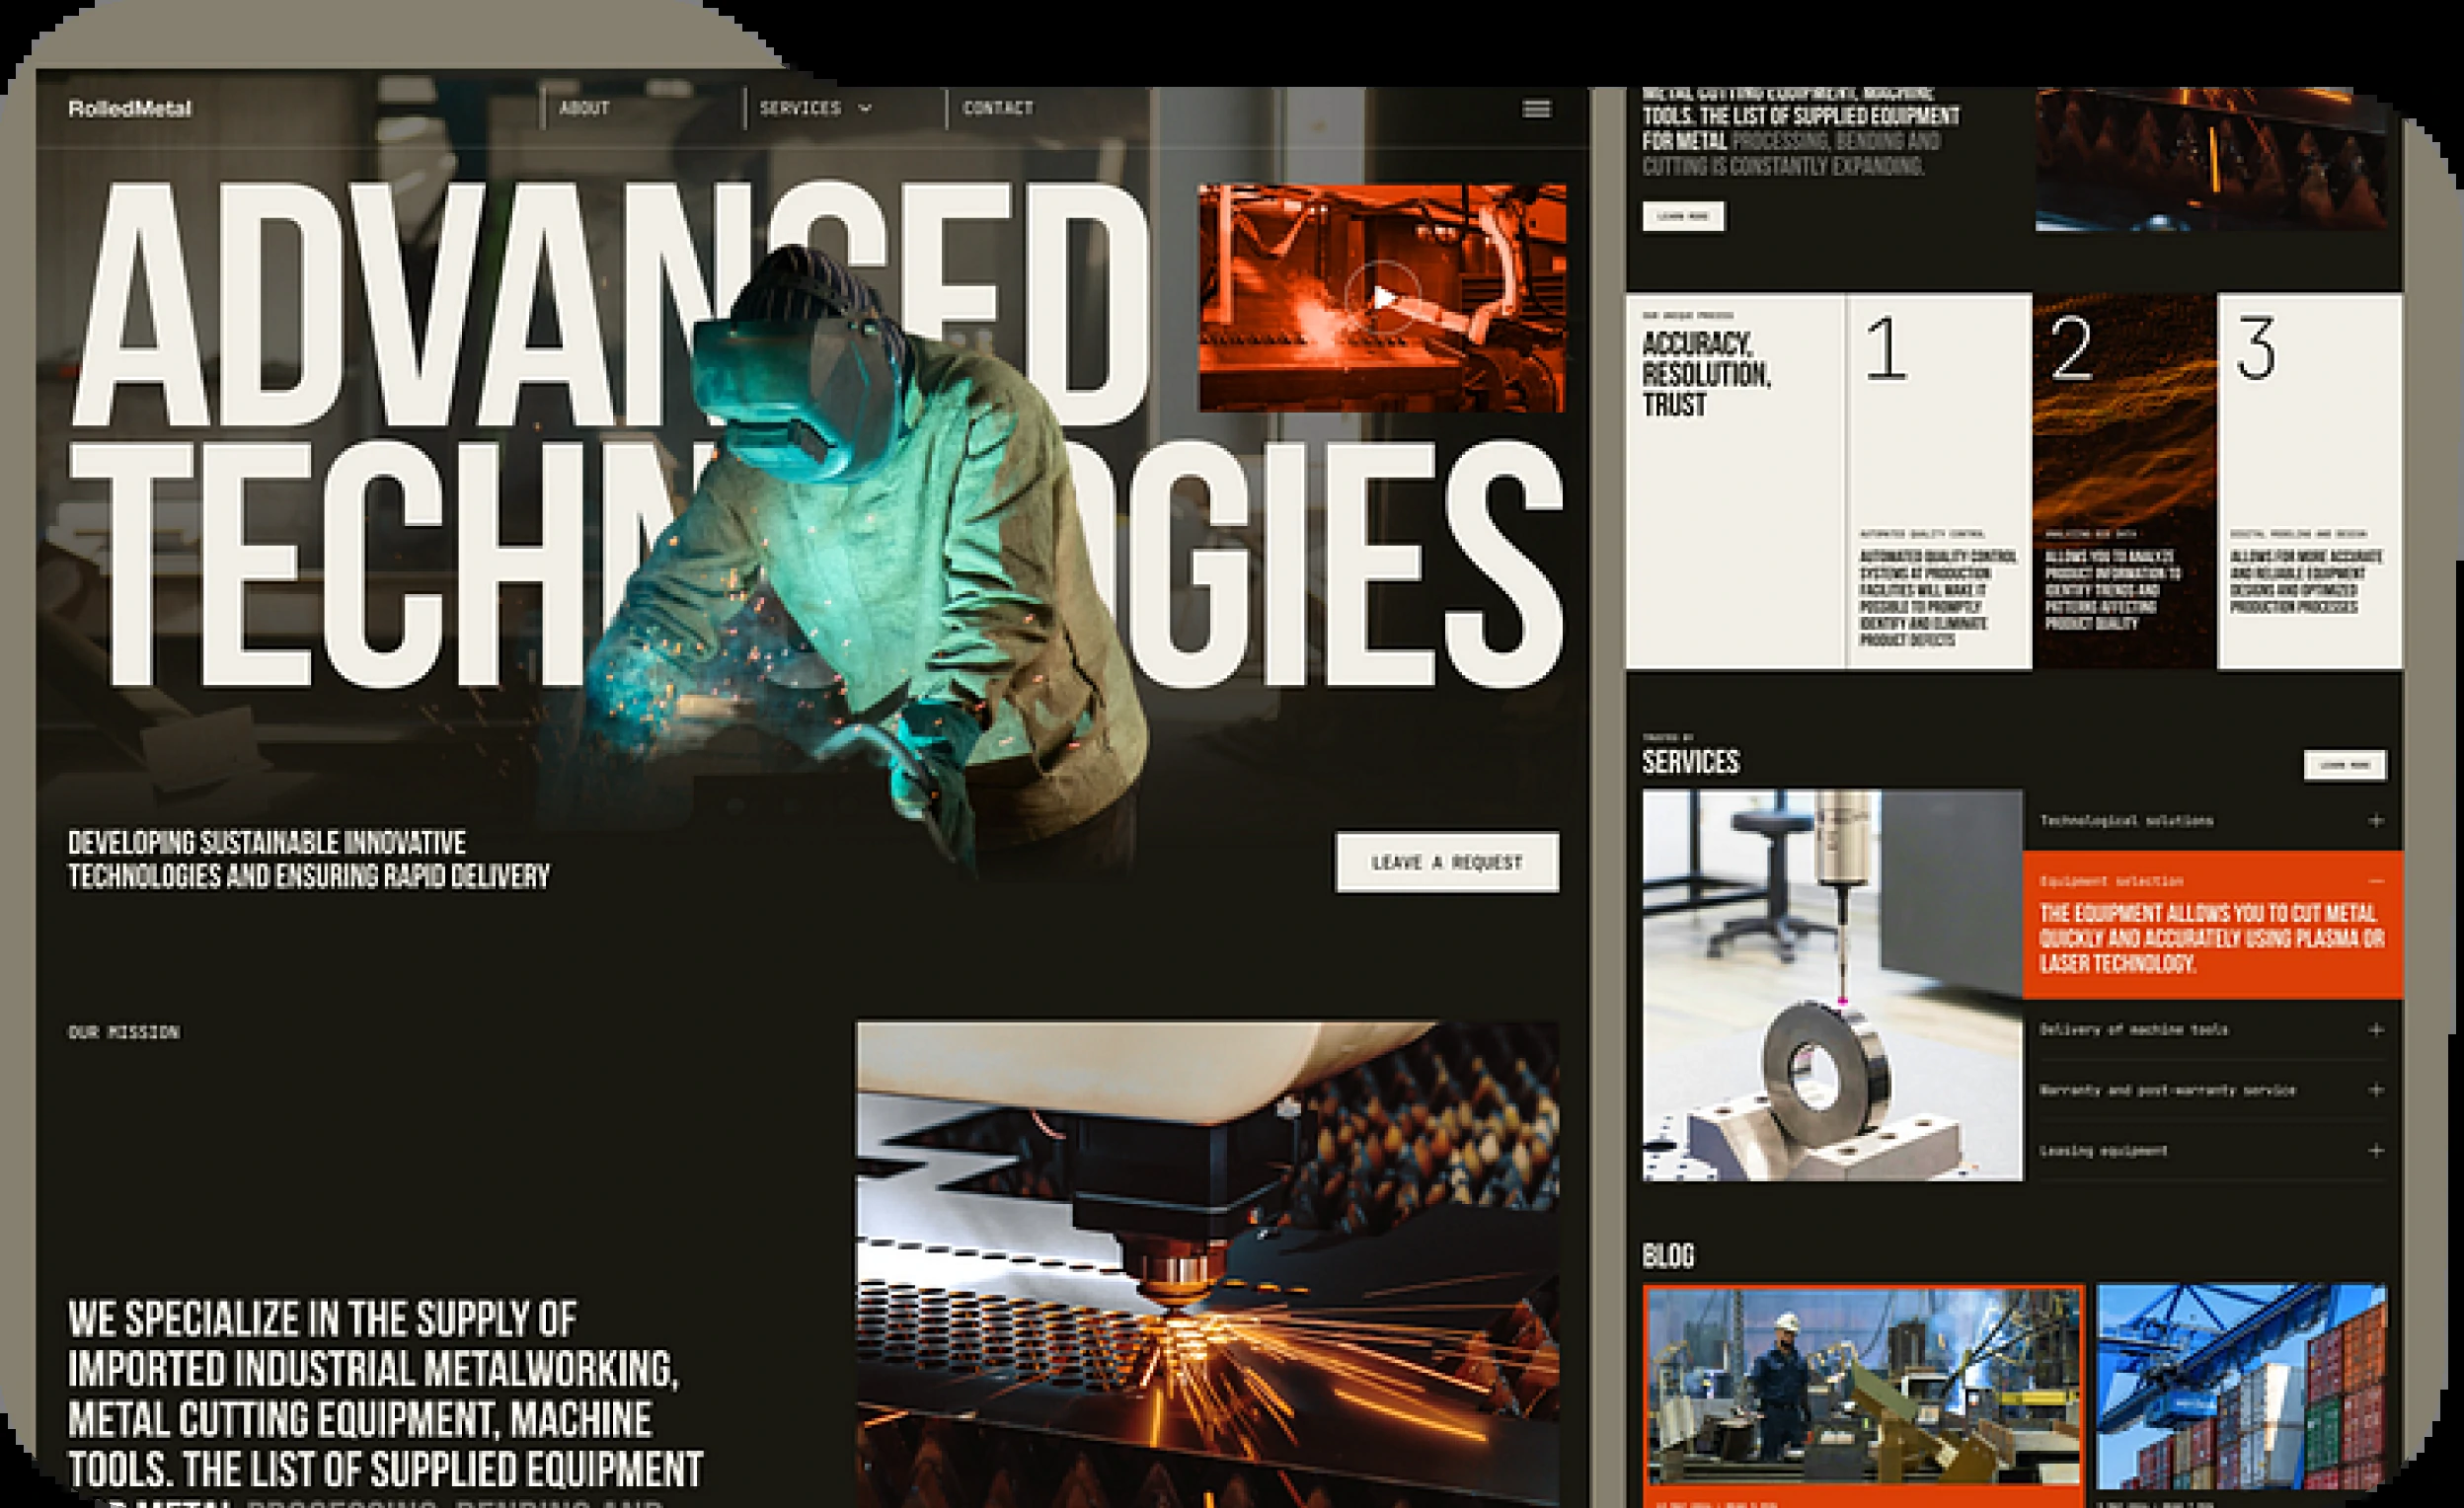 RolledMetal
ABOUT
SERVICES
CONTACT
ADVANCED
TECHNOLOGIES
DEVELOPING SUSTAINABLE INNOVATIVE
TECHNOLOGIES AND ENSURING RAPID DELIVERY
LEAVE A REQUEST
OUR MISSION
WE SPECIALIZE IN THE SUPPLY OF
IMPORTED INDUSTRIAL METALWORKING,
METAL CUTTING EQUIPMENT, MACHINE
TOOLS. THE LIST OF SUPPLIED EQUIPMENT
FOR METAL PROCESSING, BENDING AND
METAL CUTTING EQUIPMENT, MACHINE
TOOLS. THE LIST OF SUPPLIED EQUIPMENT
FOR METAL PROCESSING, BENDING AND
CUTTING IS CONSTANTLY EXPANDING.
LEARN MORE
OUR UNIQUE PROCESS
ACCURACY,
RESOLUTION,
TRUST
1
AUTOMATED QUALITY CONTROL
AUTOMATED QUALITY CONTROL
SYSTEMS AT PRODUCTION
FACILITIES WILL MAKE IT
POSSIBLE TO PROMPTLY
IDENTIFY AND ELIMINATE
PRODUCT DEFECTS
2
ANALYZING BIG DATA
ALLOWS YOU TO ANALYZE
PRODUCT INFORMATION TO
IDENTIFY TRENDS AND
PATTERNS AFFECTING
PRODUCT QUALITY
3
DIGITAL MODELING AND DESIGN
ALLOWS FOR MORE ACCURATE
AND RELIABLE EQUIPMENT
DESIGNS AND OPTIMIZED
PRODUCTION PROCESSES
TRUSTED BY
SERVICES
LEARN MORE
Technological solutions
Equipment selection
THE EQUIPMENT ALLOWS YOU TO CUT METAL
QUICKLY AND ACCURATELY USING PLASMA OR
LASER TECHNOLOGY.
Delivery of machine tools
Warranty and post-warranty service
Leasing equipment
BLOG